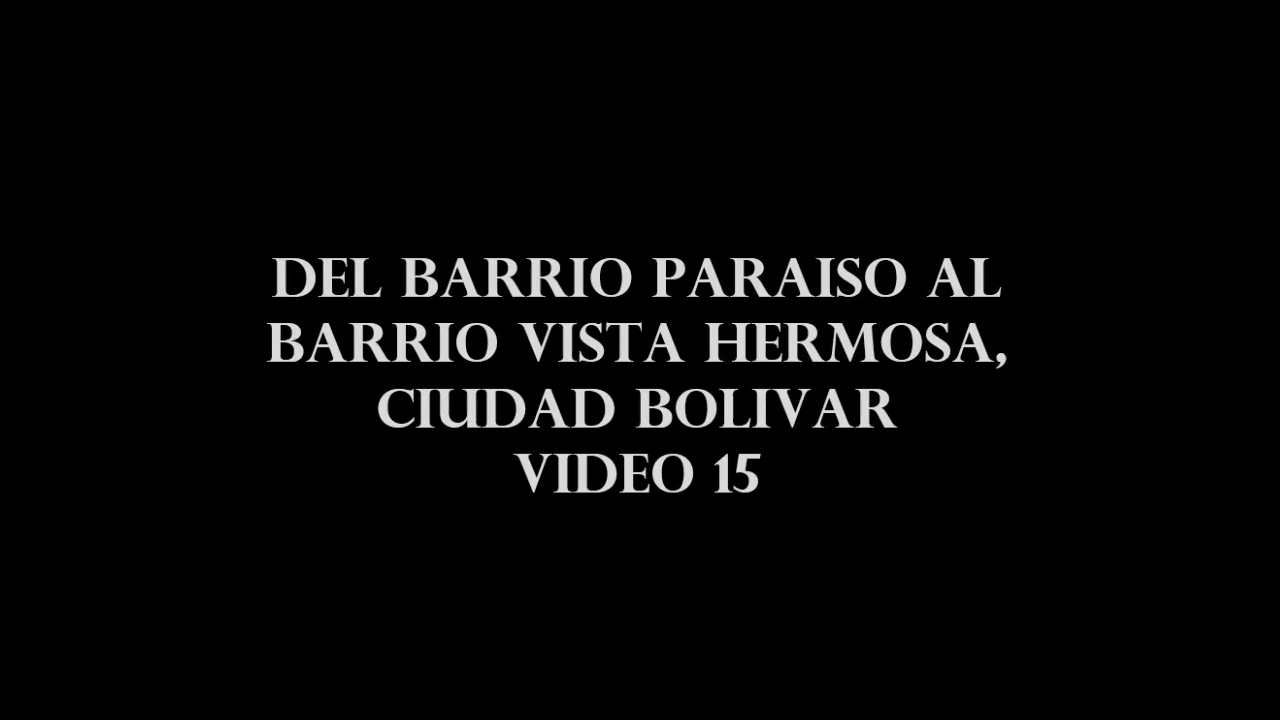 DEL BARRIO PARAISO AL
BARRIO VISTA HERMOSA,
CIUDAD BOLIVAR
VIDEO 15